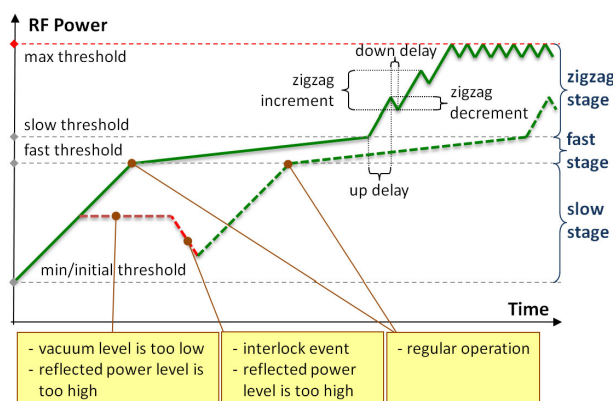 RF Power
max threshold
down delay
zigzag
increment
zigzag
decrement
zigzag
stage
slow threshold
fast threshold
fast
stage
up delay
slow
stage
min/initial threshold
Time
- vacuum level is too low
- reflected power level is
too high
- interlock event
- reflected power
level is too high
- regular operation